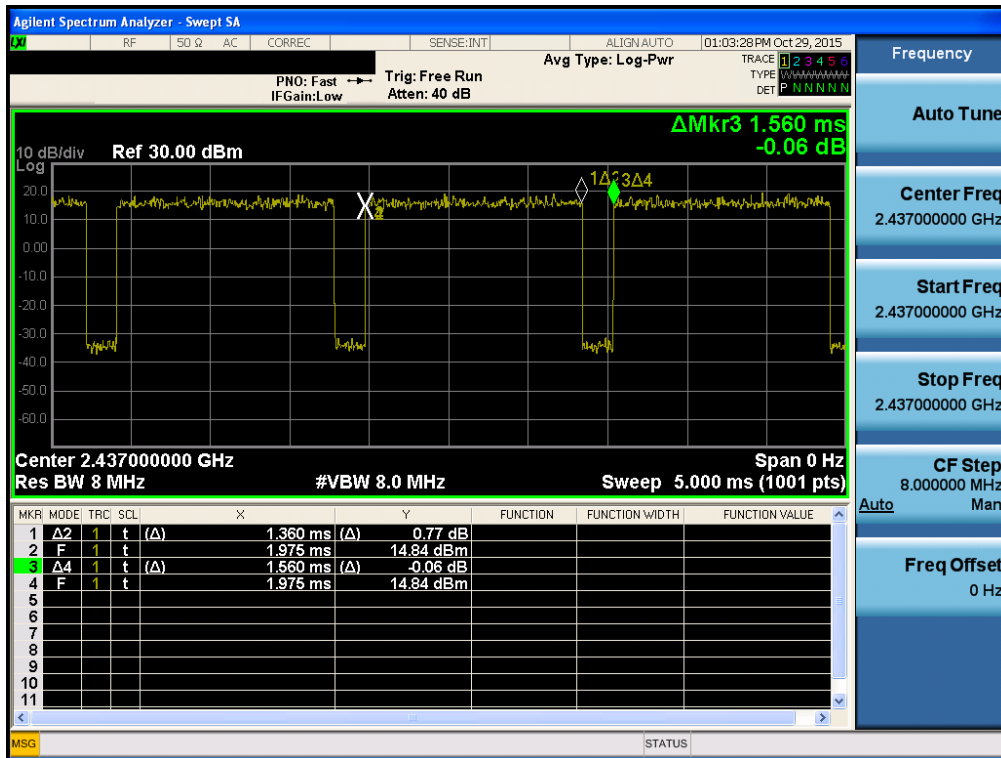 Agilent Spectrum Analyzer - Swept SA
LXI RF 50 Ω AC CORREC SENSE:INT ALIGN AUTO 01:03:28 PM Oct 29, 2015
Avg Type: Log-Pwr
TRACE 1 2 3 4 5 6
TYPE
DET P N N N N N
PNO: Fast
IFGain:Low
Trig: Free Run
Atten: 40 dB
ΔMkr3 1.560 ms
-0.06 dB
10 dB/div Ref 30.00 dBm
Log
20.0
10.0
0.00
-10.0
-20.0
-30.0
-40.0
-50.0
-60.0
1Δ2 3Δ4
Center 2.437000000 GHz Span 0 Hz
Res BW 8 MHz #VBW 8.0 MHz Sweep 5.000 ms (1001 pts)
MKR MODE TRC SCL X Y FUNCTION FUNCTION WIDTH FUNCTION VALUE
1 Δ2 1 t (Δ) 1.360 ms (Δ) 0.77 dB
2 F 1 t 1.975 ms 14.84 dBm
3 Δ4 1 t (Δ) 1.560 ms (Δ) -0.06 dB
4 F 1 t 1.975 ms 14.84 dBm
5
6
7
8
9
10
11
MSG STATUS
Frequency
Auto Tune
Center Freq
2.437000000 GHz
Start Freq
2.437000000 GHz
Stop Freq
2.437000000 GHz
CF Step
8.000000 MHz
Auto Man
Freq Offset
0 Hz